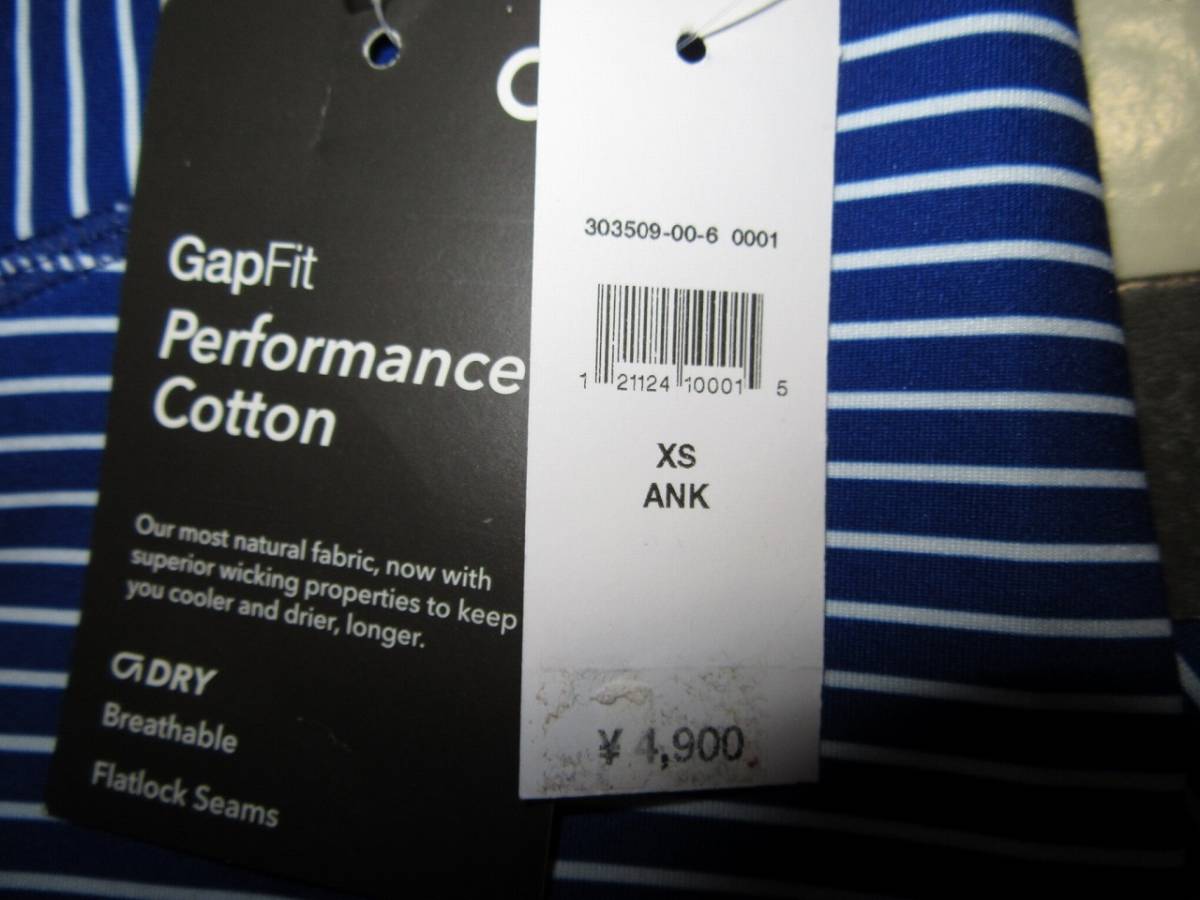 GapFit
Performance
Cotton
Our most natural fabric, now with
superior wicking properties to keep
you cooler and drier, longer.
DRY
Breathable
Flatlock Seams
303509-00-6 0001
1 21124 10001 5
XS
ANK
¥ 4,900